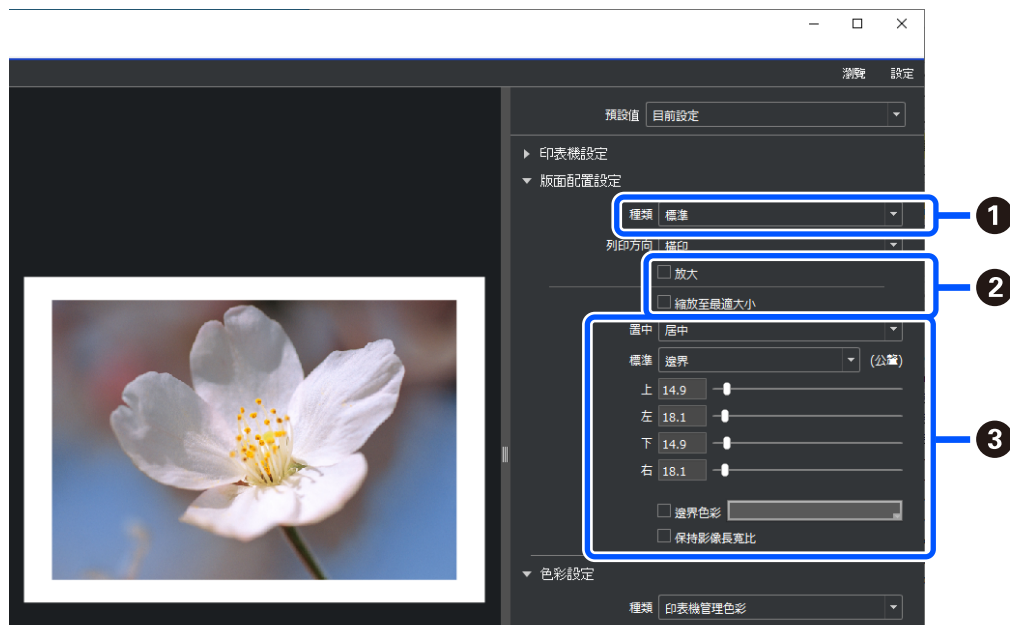 瀏覽 設定
預設值 目前設定
印表機設定
版面配置設定
種類 標準
1
列印方向 橫印
放大
2
縮放至最適大小
置中 居中
標準 邊界 (公釐)
上 14.9
左 18.1
下 14.9
3
右 18.1
邊界色彩
保持影像長寬比
色彩設定
種類 印表機管理色彩